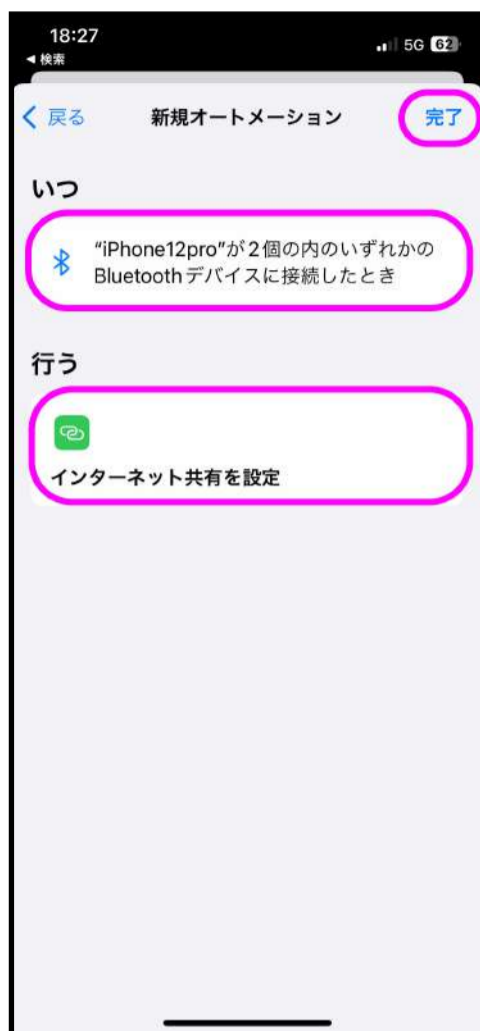 18:27
5G 62
◀検索
戻る 新規オートメーション 完了
いつ
“iPhone12pro”が2個の内のいずれかの
Bluetoothデバイスに接続したとき
行う
インターネット共有を設定